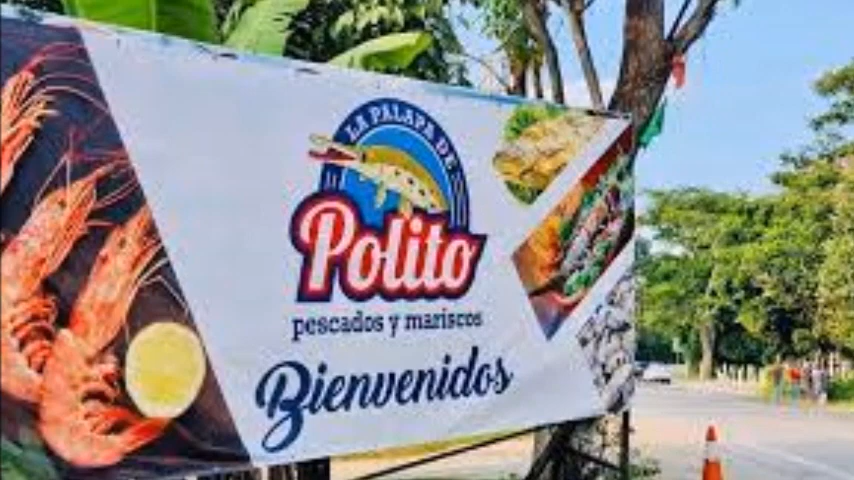 LA PALAPA DE
Polito
pescados y mariscos
Bienvenidos